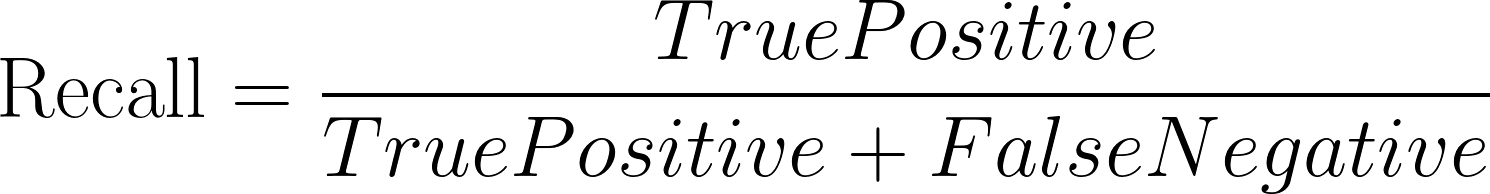 TruePositive
Recall =
TruePositive + FalseNegative